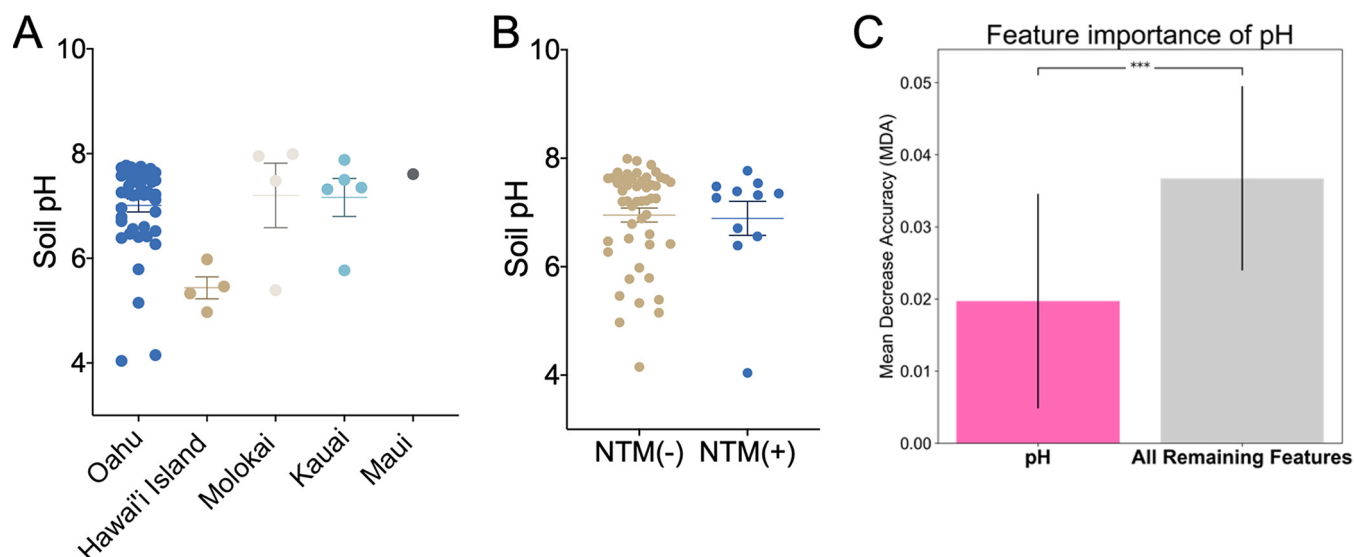 A
10
8
6
4
Soil pH
Oahu
Hawai'i Island
Molokai
Kauai
Maui
B
10
8
6
4
Soil pH
NTM(-)
NTM(+)
C
Feature importance of pH
***
0.05
0.04
0.03
0.02
0.01
0.00
Mean Decrease Accuracy (MDA)
pH
All Remaining Features